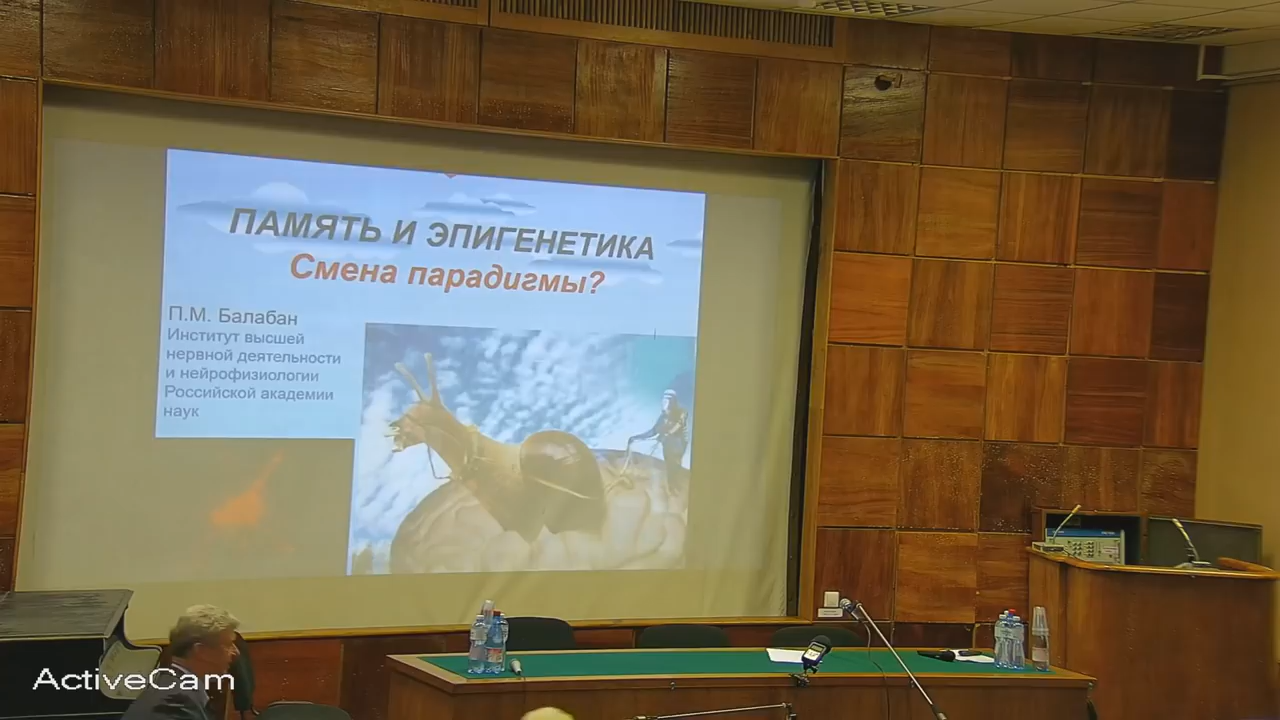 ПАМЯТЬ И ЭПИГЕНЕТИКА
Смена парадигмы?
П.М. Балабан
Институт высшей
нервной деятельности
и нейрофизиологии
Российской академии
наук
ActiveCam